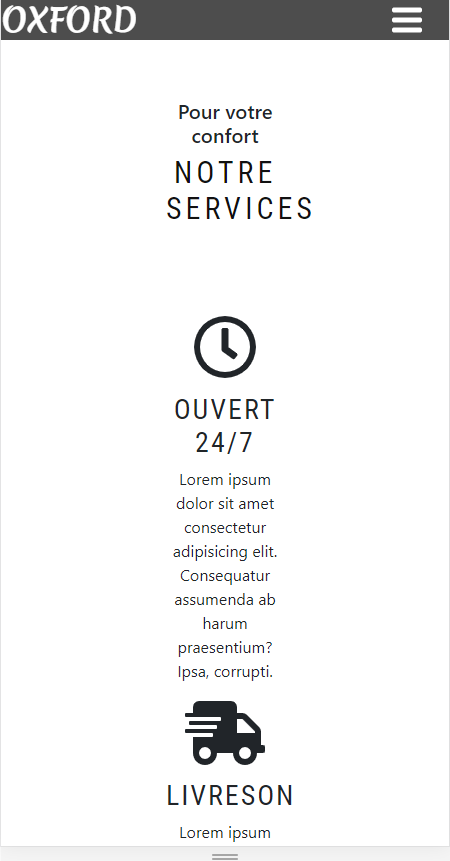 OXFORD
Pour votre
confort
NOTRE
SERVICES
OUVERT
24/7
Lorem ipsum
dolor sit amet
consectetur
adipisicing elit.
Consequatur
assumenda ab
harum
praesentium?
Ipsa, corrupti.
LIVRESON
Lorem ipsum